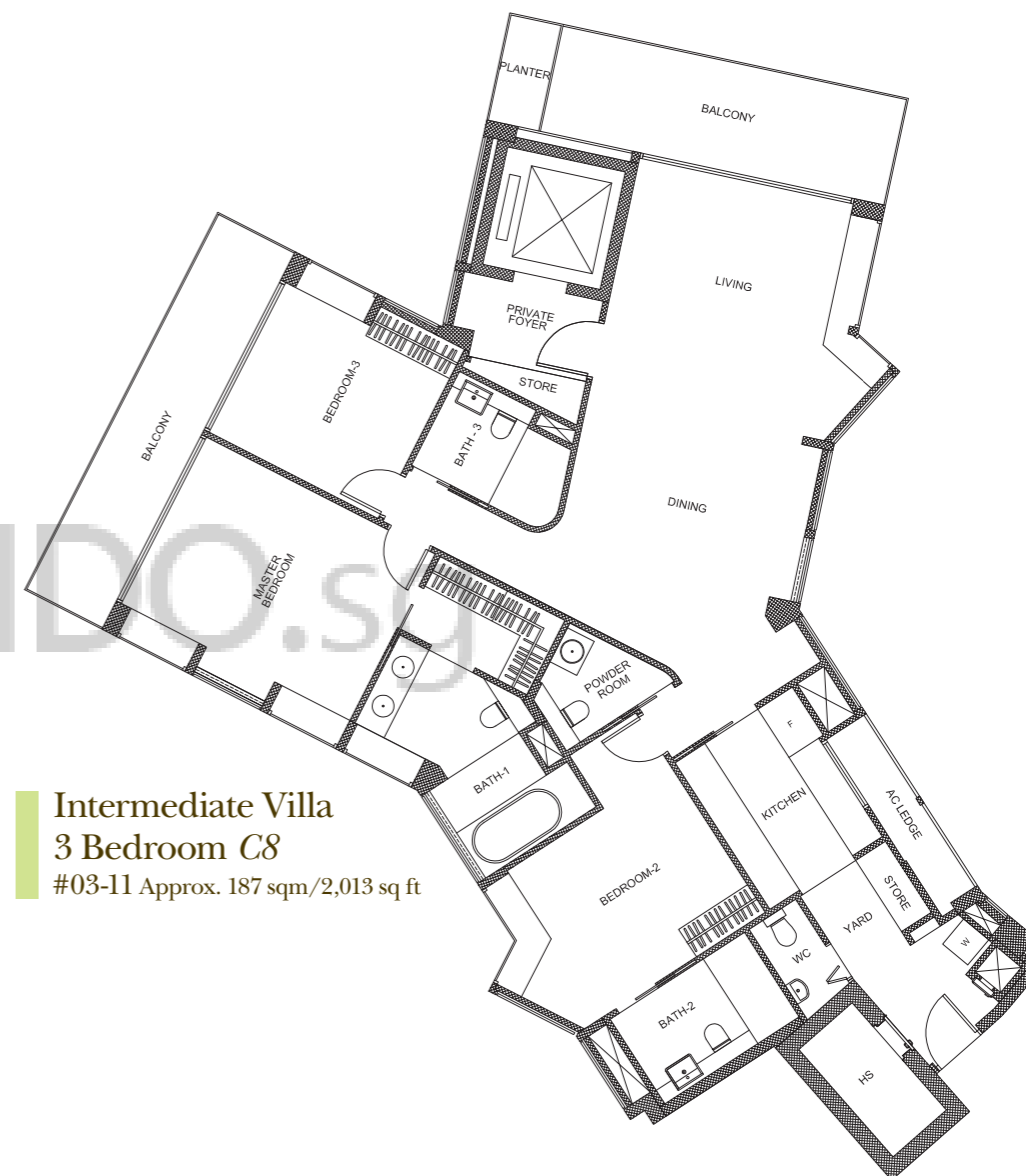 PLANTER
BALCONY
LIVING
PRIVATE
FOYER
STORE
BEDROOM-3
BATH - 3
BALCONY
DINING
MASTER
BEDROOM
IDO.sg
POWDER
ROOM
F
BATH-1
KITCHEN
AC LEDGE
Intermediate Villa
3 Bedroom C8
#03-11 Approx. 187 sqm/2,013 sq ft
BEDROOM-2
STORE
YARD
W
WC
BATH-2
HS